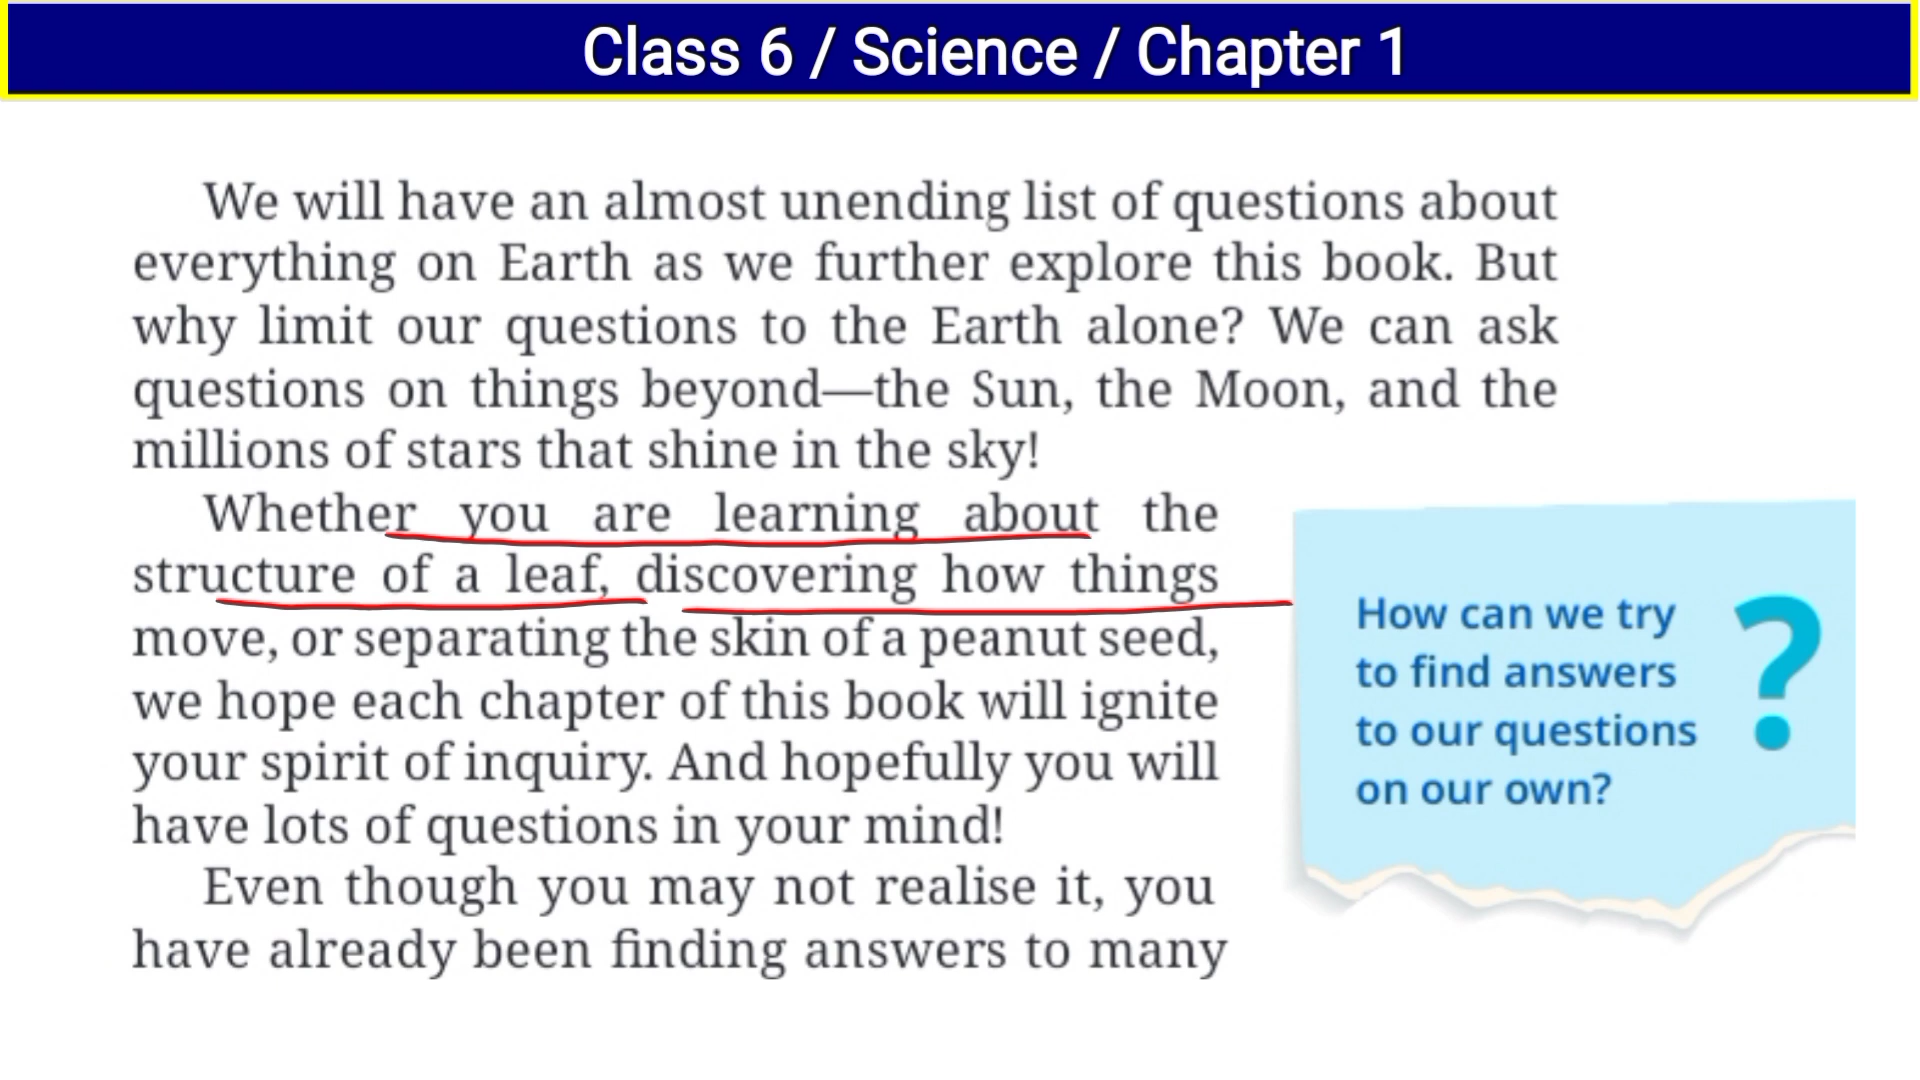 Class 6 / Science / Chapter 1
We will have an almost unending list of questions about
everything on Earth as we further explore this book. But
why limit our questions to the Earth alone? We can ask
questions on things beyond—the Sun, the Moon, and the
millions of stars that shine in the sky!
Whether you are learning about the
structure of a leaf, discovering how things
move, or separating the skin of a peanut seed,
we hope each chapter of this book will ignite
your spirit of inquiry. And hopefully you will
have lots of questions in your mind!
Even though you may not realise it, you
have already been finding answers to many
How can we try
to find answers
to our questions
on our own?
?